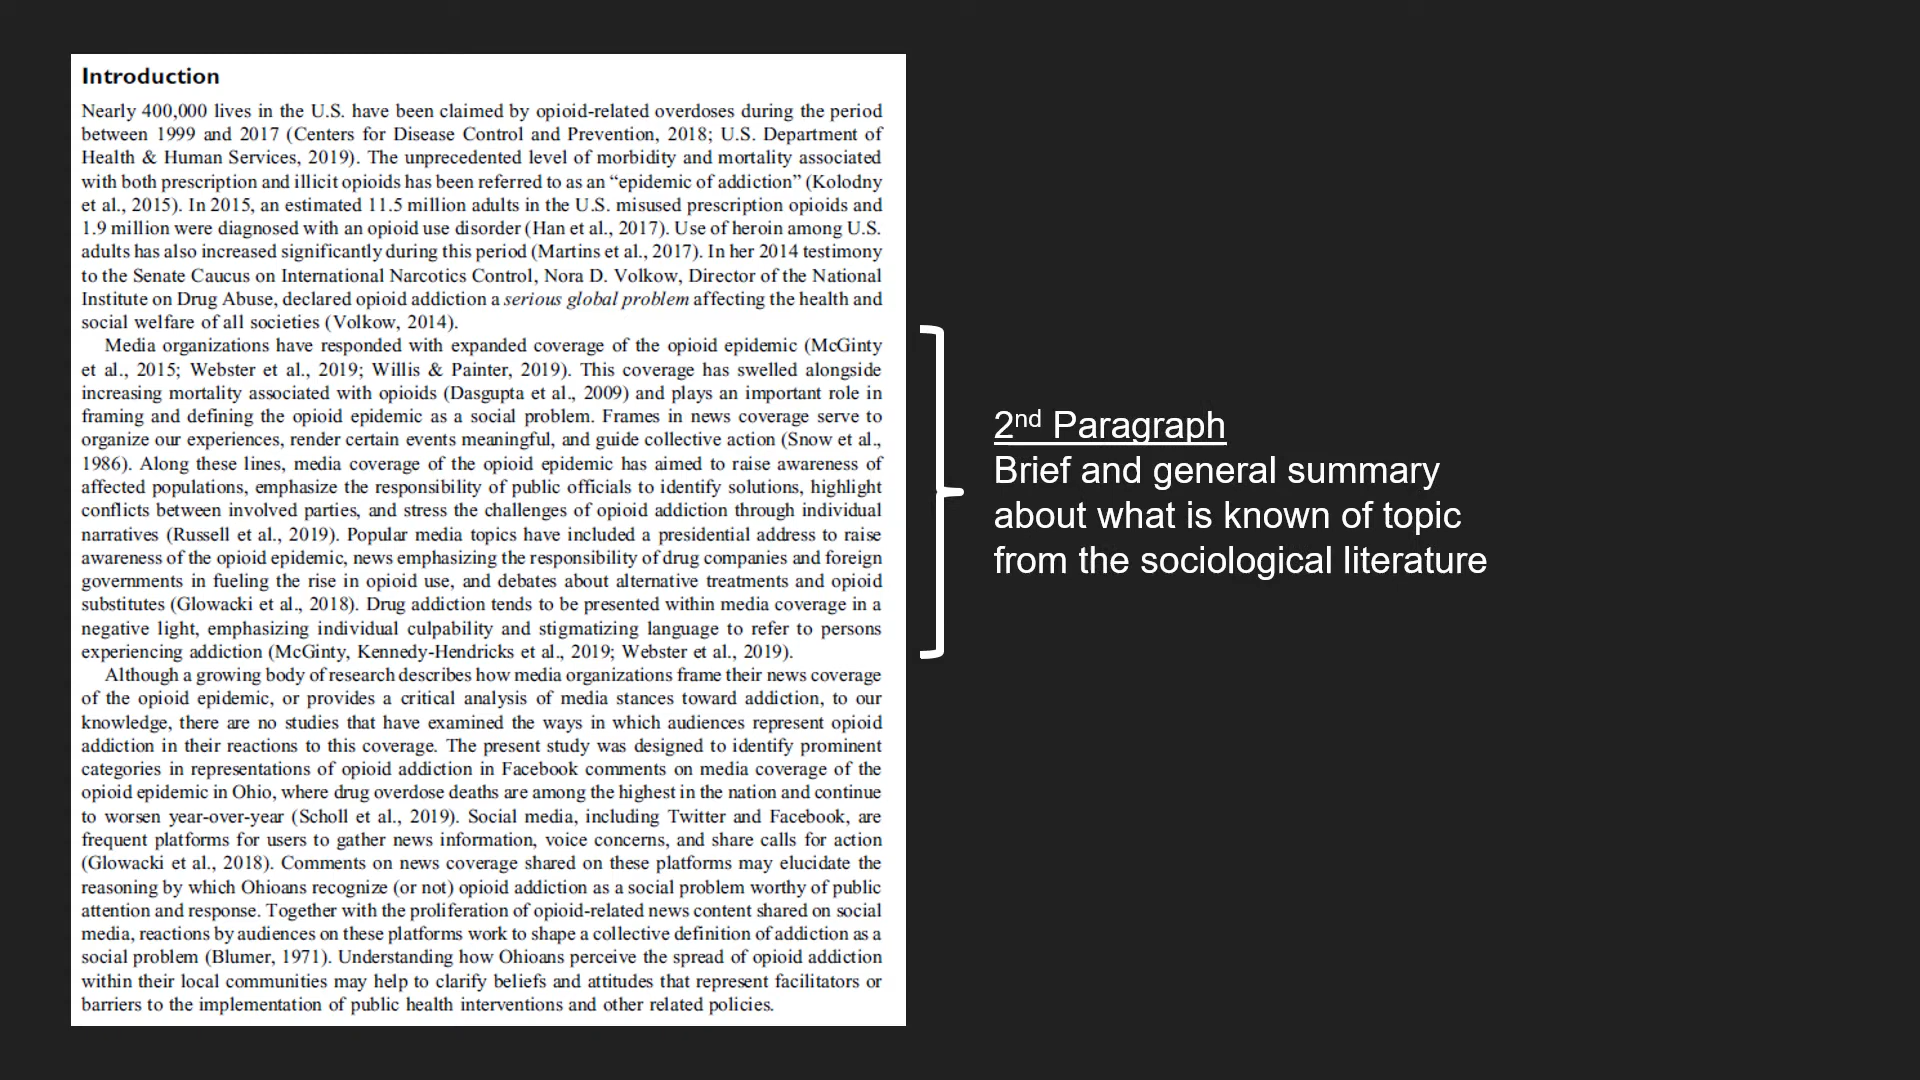 Introduction
Nearly 400,000 lives in the U.S. have been claimed by opioid-related overdoses during the period
between 1999 and 2017 (Centers for Disease Control and Prevention, 2018; U.S. Department of
Health & Human Services, 2019). The unprecedented level of morbidity and mortality associated
with both prescription and illicit opioids has been referred to as an “epidemic of addiction” (Kolodny
et al., 2015). In 2015, an estimated 11.5 million adults in the U.S. misused prescription opioids and
1.9 million were diagnosed with an opioid use disorder (Han et al., 2017). Use of heroin among U.S.
adults has also increased significantly during this period (Martins et al., 2017). In her 2014 testimony
to the Senate Caucus on International Narcotics Control, Nora D. Volkow, Director of the National
Institute on Drug Abuse, declared opioid addiction a serious global problem affecting the health and
social welfare of all societies (Volkow, 2014).
Media organizations have responded with expanded coverage of the opioid epidemic (McGinty
et al., 2015; Webster et al., 2019; Willis & Painter, 2019). This coverage has swelled alongside
increasing mortality associated with opioids (Dasgupta et al., 2009) and plays an important role in
framing and defining the opioid epidemic as a social problem. Frames in news coverage serve to
organize our experiences, render certain events meaningful, and guide collective action (Snow et al.,
1986). Along these lines, media coverage of the opioid epidemic has aimed to raise awareness of
affected populations, emphasize the responsibility of public officials to identify solutions, highlight
conflicts between involved parties, and stress the challenges of opioid addiction through individual
narratives (Russell et al., 2019). Popular media topics have included a presidential address to raise
awareness of the opioid epidemic, news emphasizing the responsibility of drug companies and foreign
governments in fueling the rise in opioid use, and debates about alternative treatments and opioid
substitutes (Glowacki et al., 2018). Drug addiction tends to be presented within media coverage in a
negative light, emphasizing individual culpability and stigmatizing language to refer to persons
experiencing addiction (McGinty, Kennedy-Hendricks et al., 2019; Webster et al., 2019).
Although a growing body of research describes how media organizations frame their news coverage
of the opioid epidemic, or provides a critical analysis of media stances toward addiction, to our
knowledge, there are no studies that have examined the ways in which audiences represent opioid
addiction in their reactions to this coverage. The present study was designed to identify prominent
categories in representations of opioid addiction in Facebook comments on media coverage of the
opioid epidemic in Ohio, where drug overdose deaths are among the highest in the nation and continue
to worsen year-over-year (Scholl et al., 2019). Social media, including Twitter and Facebook, are
frequent platforms for users to gather news information, voice concerns, and share calls for action
(Glowacki et al., 2018). Comments on news coverage shared on these platforms may elucidate the
reasoning by which Ohioans recognize (or not) opioid addiction as a social problem worthy of public
attention and response. Together with the proliferation of opioid-related news content shared on social
media, reactions by audiences on these platforms work to shape a collective definition of addiction as a
social problem (Blumer, 1971). Understanding how Ohioans perceive the spread of opioid addiction
within their local communities may help to clarify beliefs and attitudes that represent facilitators or
barriers to the implementation of public health interventions and other related policies.
2nd Paragraph
Brief and general summary
about what is known of topic
from the sociological literature